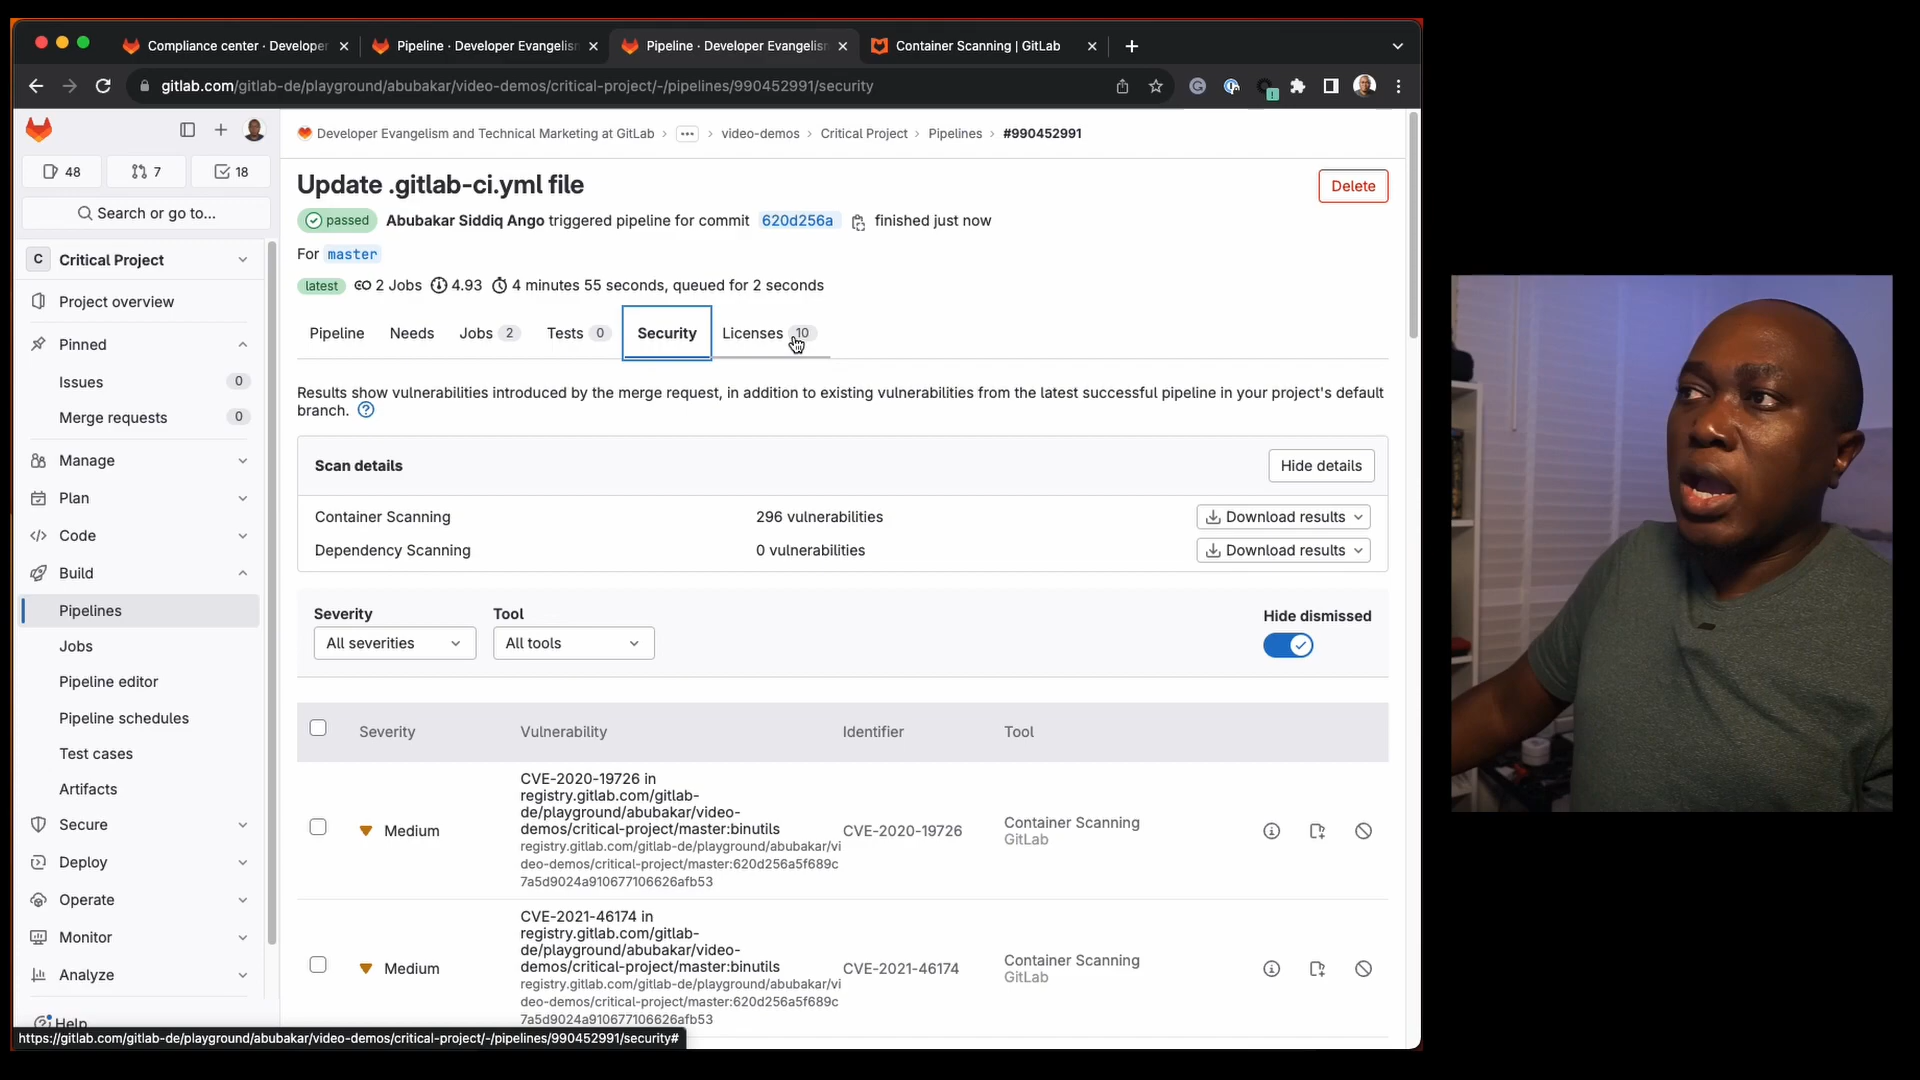 Compliance center · Developer
Pipeline · Developer Evangelism
Pipeline · Developer Evangelism
Container Scanning | GitLab
gitlab.com/gitlab-de/playground/abubakar/video-demos/critical-project/-/pipelines/990452991/security
48
7
18
Search or go to...
C Critical Project
Project overview
Pinned
Issues 0
Merge requests 0
Manage
Plan
Code
Build
Pipelines
Jobs
Pipeline editor
Pipeline schedules
Test cases
Artifacts
Secure
Deploy
Operate
Monitor
Analyze
Help
Developer Evangelism and Technical Marketing at GitLab › ... › video-demos › Critical Project › Pipelines › #990452991
Update .gitlab-ci.yml file
Delete
passed Abubakar Siddiq Ango triggered pipeline for commit 620d256a finished just now
For master
latest 2 Jobs 4.93 4 minutes 55 seconds, queued for 2 seconds
Pipeline Needs Jobs 2 Tests 0 Security Licenses 10
Results show vulnerabilities introduced by the merge request, in addition to existing vulnerabilities from the latest successful pipeline in your project's default
branch.
Scan details
Hide details
Container Scanning 296 vulnerabilities Download results
Dependency Scanning 0 vulnerabilities Download results
Severity Tool Hide dismissed
All severities All tools
Severity Vulnerability Identifier Tool
CVE-2020-19726 in
registry.gitlab.com/gitlab-
de/playground/abubakar/video-
demos/critical-project/master:binutils
registry.gitlab.com/gitlab-de/playground/abubakar/vi
deo-demos/critical-project/master:620d256a5f689c
7a5d9024a910677106626afb53
Medium
CVE-2020-19726
Container Scanning
GitLab
CVE-2021-46174 in
registry.gitlab.com/gitlab-
de/playground/abubakar/video-
demos/critical-project/master:binutils
registry.gitlab.com/gitlab-de/playground/abubakar/vi
deo-demos/critical-project/master:620d256a5f689c
7a5d9024a910677106626afb53
Medium
CVE-2021-46174
Container Scanning
GitLab
https://gitlab.com/gitlab-de/playground/abubakar/video-demos/critical-project/-/pipelines/990452991/security#